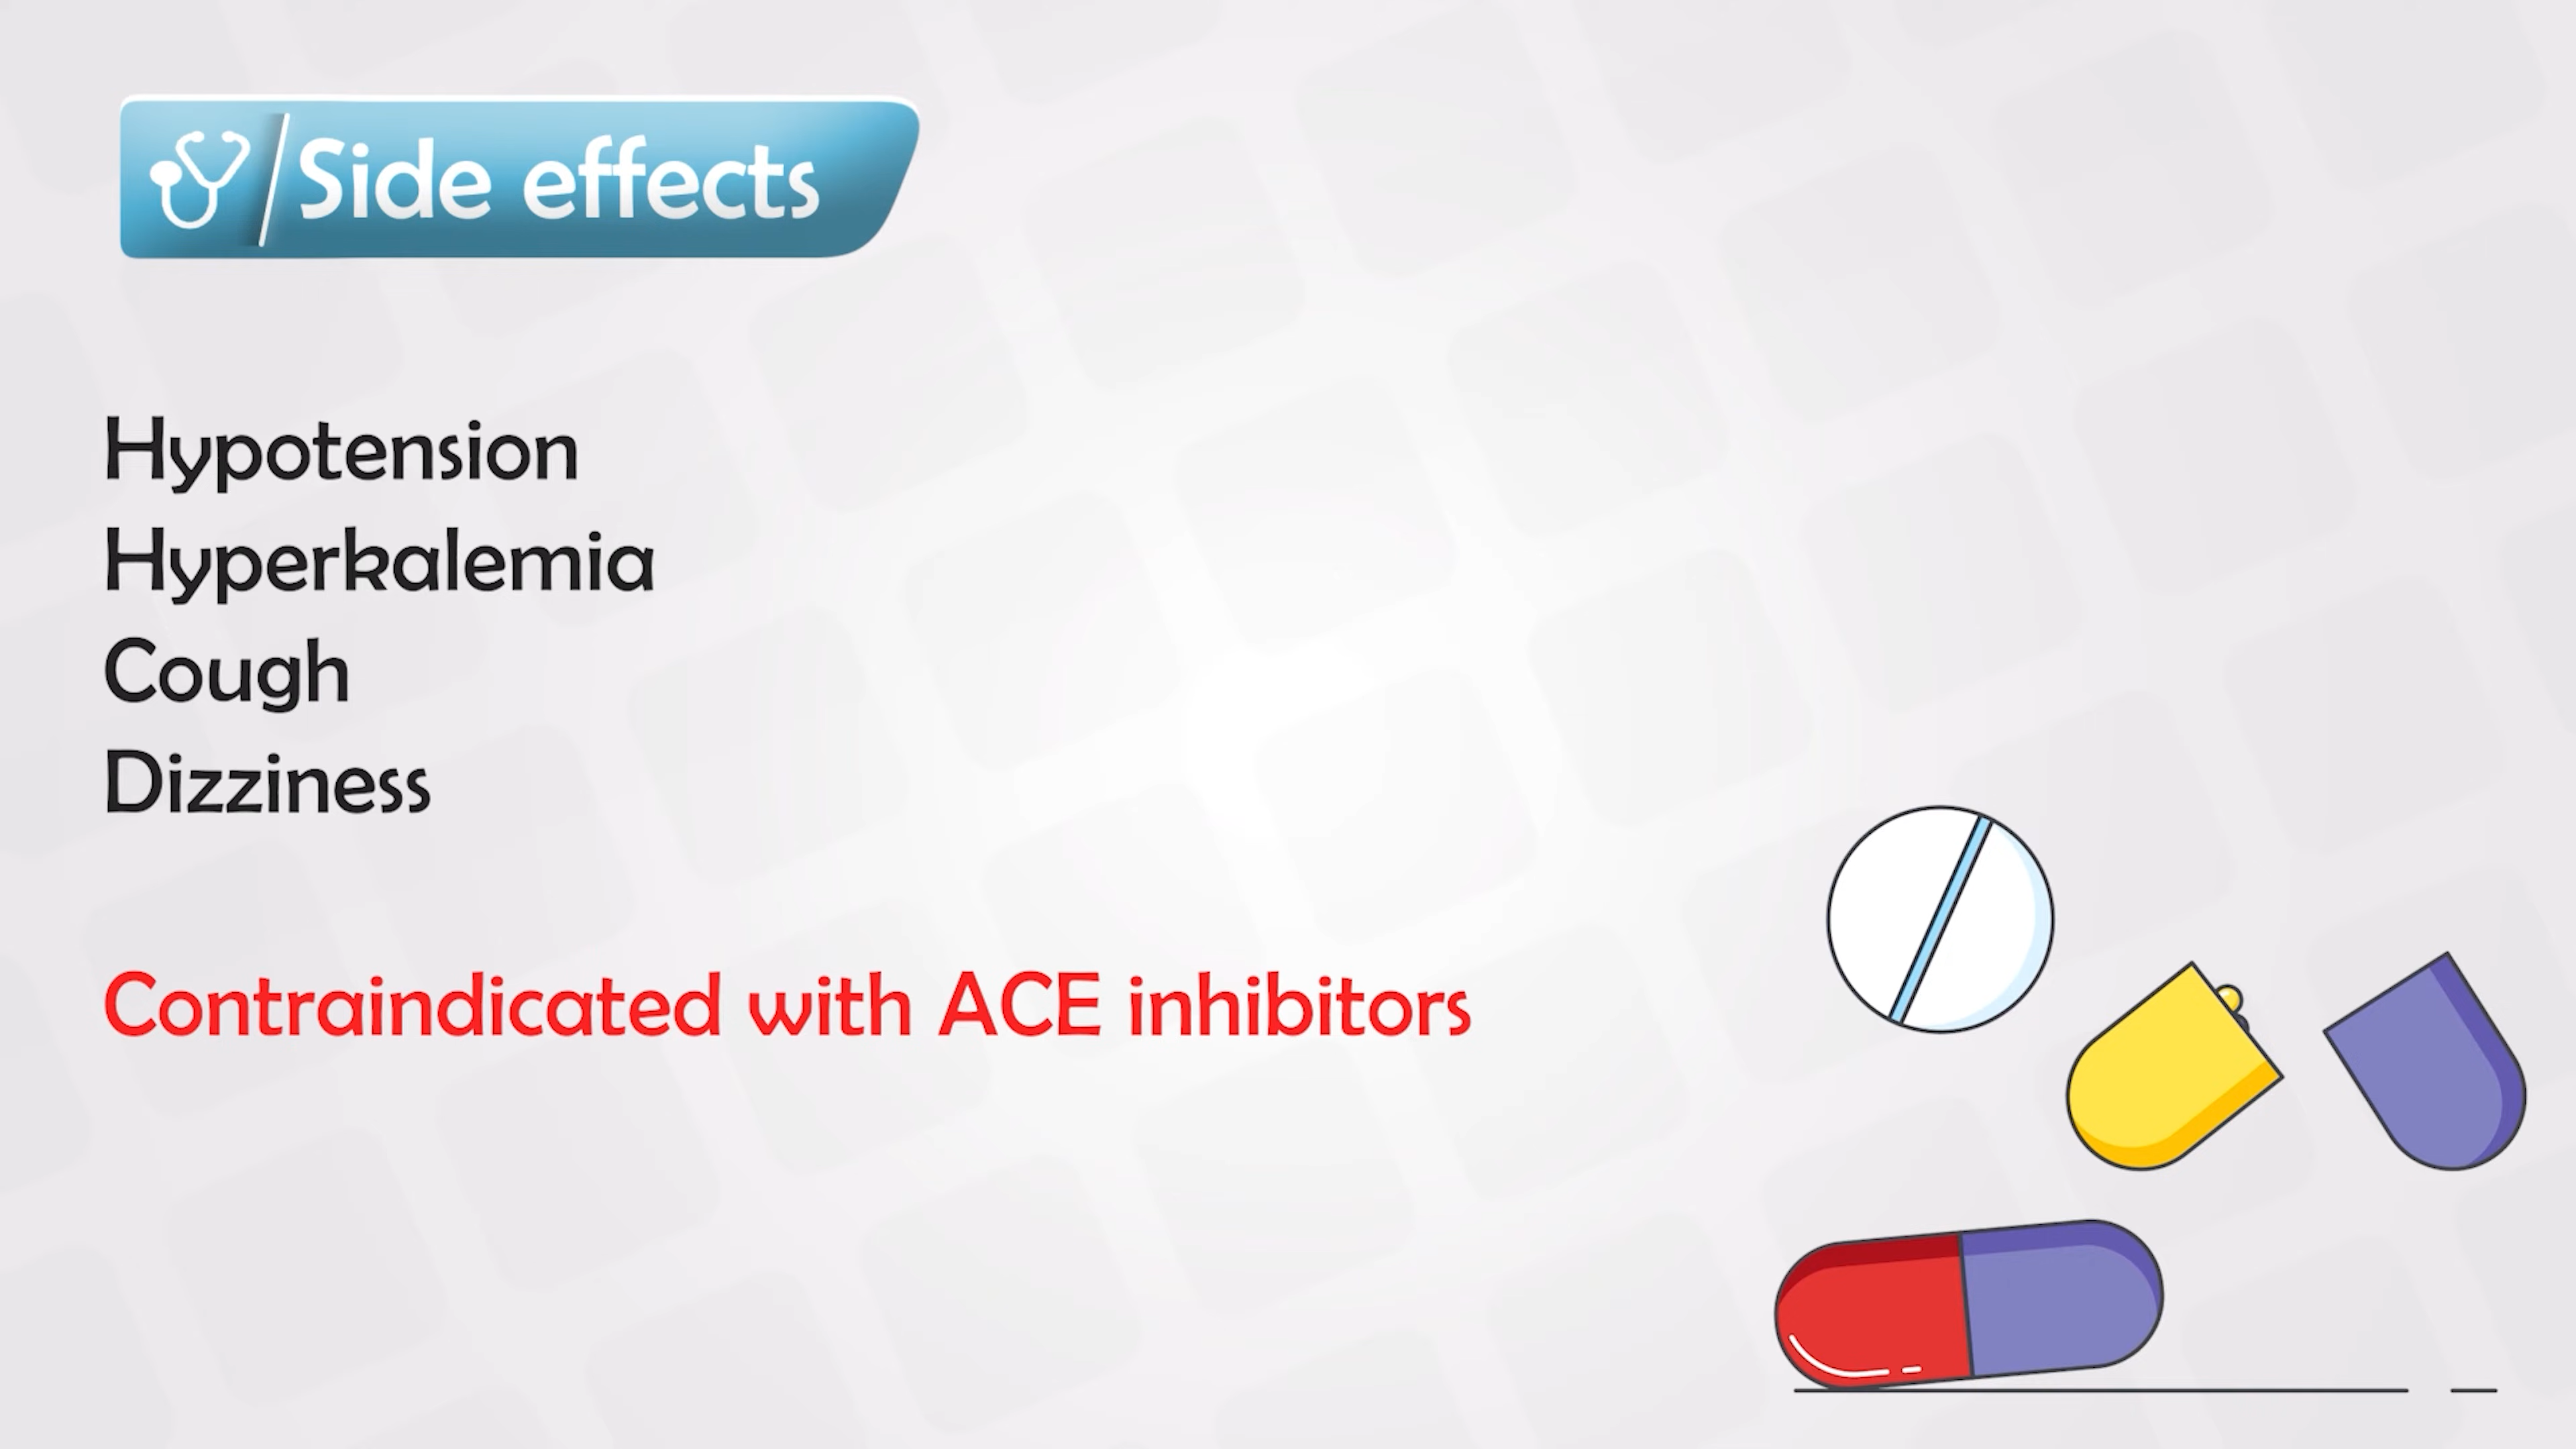 Side effects
Hypotension
Hyperkalemia
Cough
Dizziness
Contraindicated with ACE inhibitors